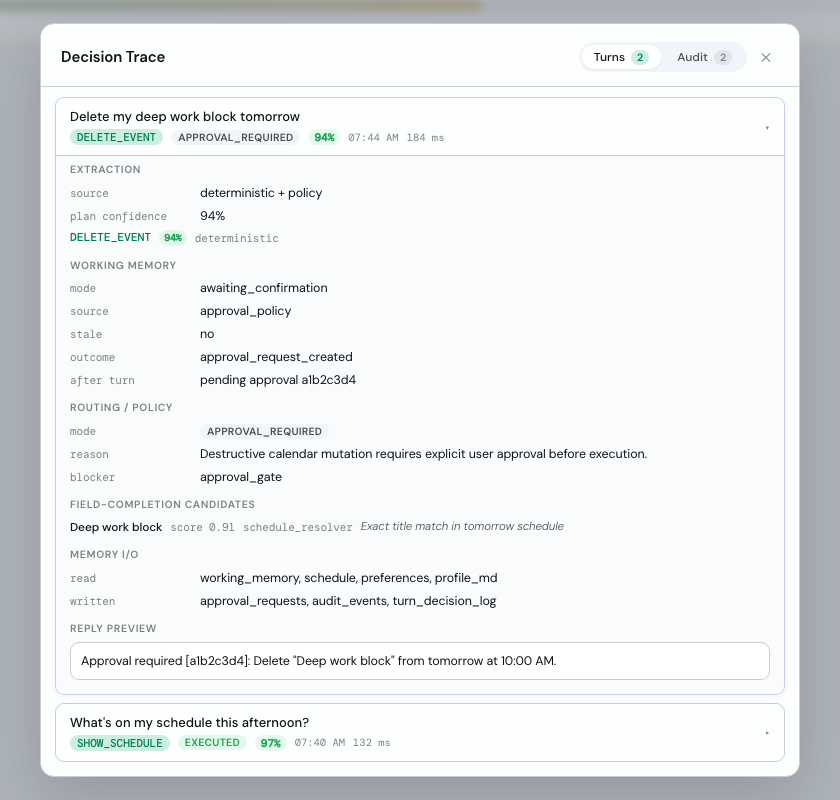 Decision Trace Turns 2 Audit 2
Delete my deep work block tomorrow
DELETE_EVENT APPROVAL_REQUIRED 94% 07:44 AM 184 ms
EXTRACTION
source deterministic + policy
plan confidence 94%
DELETE_EVENT 94% deterministic
WORKING MEMORY
mode awaiting_confirmation
source approval_policy
stale no
outcome approval_request_created
after turn pending approval a1b2c3d4
ROUTING / POLICY
mode APPROVAL_REQUIRED
reason Destructive calendar mutation requires explicit user approval before execution.
blocker approval_gate
FIELD-COMPLETION CANDIDATES
Deep work block score 0.91 schedule_resolver Exact title match in tomorrow schedule
MEMORY I/O
read working_memory, schedule, preferences, profile_md
written approval_requests, audit_events, turn_decision_log
REPLY PREVIEW
Approval required [a1b2c3d4]: Delete "Deep work block" from tomorrow at 10:00 AM.
What's on my schedule this afternoon?
SHOW_SCHEDULE EXECUTED 97% 07:40 AM 132 ms